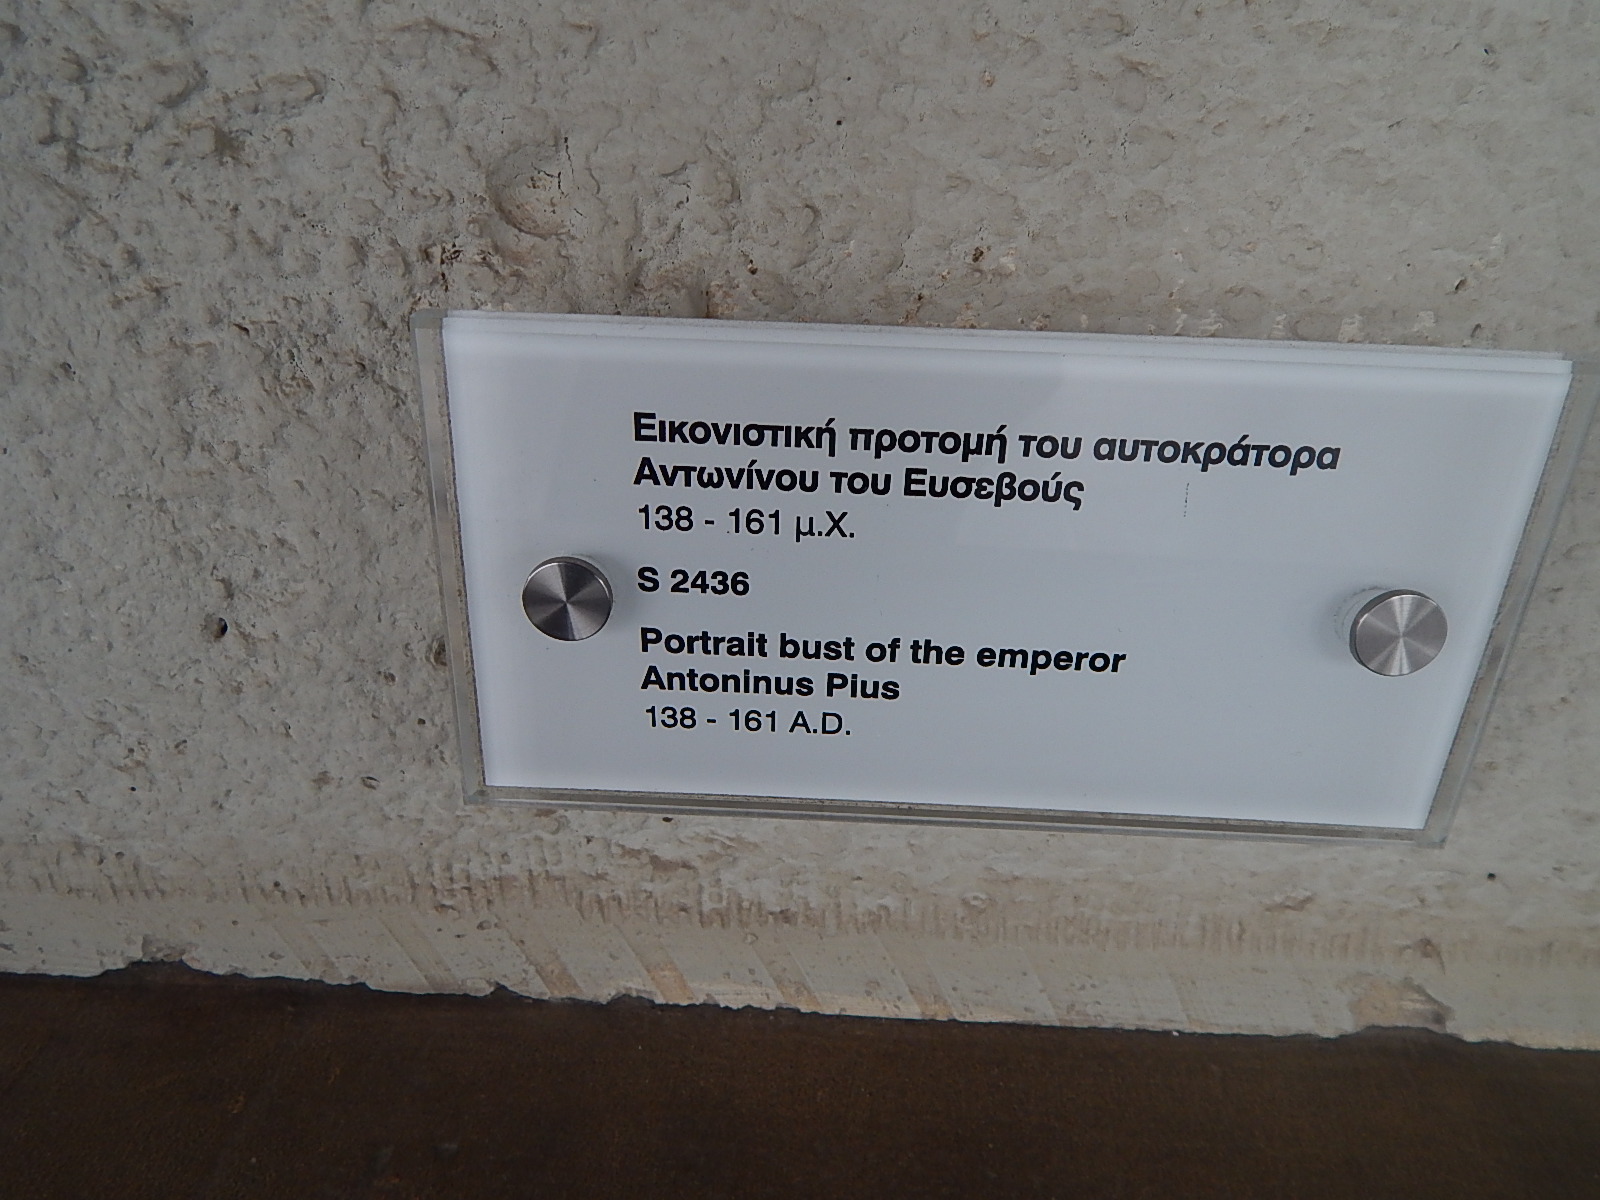 Εικονιστική προτομή του αυτοκράτορα
Αντωνίνου του Ευσεβούς
138 - 161 μ.Χ.
S 2436
Portrait bust of the emperor
Antoninus Pius
138 - 161 A.D.